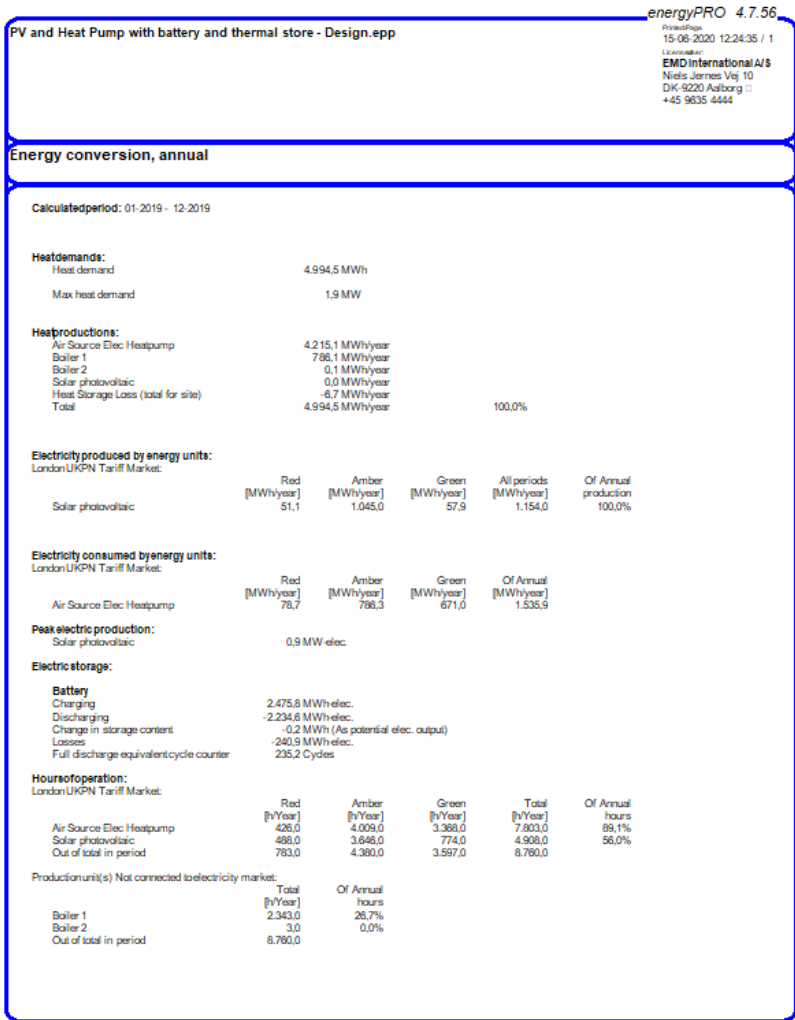 energyPRO 4.7.56
PV and Heat Pump with battery and thermal store - Design.epp
Printed/Page
15-06-2020 12:24:35 / 1
Licensed user:
EMD International A/S
Niels Jernes Vej 10
DK-9220 Aalborg
+45 9635 4444
Energy conversion, annual
Calculated period: 01-2019 - 12-2019
Heat demands:
Heat demand 4.994,5 MWh
Max heat demand 1,9 MW
Heat productions:
Air Source Elec Heatpump 4.215,1 MWh/year
Boiler 1 786,1 MWh/year
Boiler 2 0,1 MWh/year
Solar photovoltaic 0,0 MWh/year
Heat Storage Loss (total for site) -6,7 MWh/year
Total 4.994,5 MWh/year 100,0%
Electricity produced by energy units:
London UKPN Tariff Market:
Red Amber Green All periods Of Annual
[MWh/year] [MWh/year] [MWh/year] [MWh/year] production
Solar photovoltaic 51,1 1.045,0 57,9 1.154,0 100,0%
Electricity consumed by energy units:
London UKPN Tariff Market:
Red Amber Green Of Annual
[MWh/year] [MWh/year] [MWh/year] [MWh/year]
Air Source Elec Heatpump 78,7 786,3 671,0 1.535,9
Peak electric production:
Solar photovoltaic 0,9 MW-elec.
Electric storage:
Battery
Charging 2.475,8 MWh-elec.
Discharging -2.234,6 MWh-elec.
Change in storage content -0,2 MWh (As potential elec. output)
Losses -240,9 MWh-elec.
Full discharge equivalent cycle counter 235,2 Cycles
Hours of operation:
London UKPN Tariff Market:
Red Amber Green Total Of Annual
[h/Year] [h/Year] [h/Year] [h/Year] hours
Air Source Elec Heatpump 426,0 4.009,0 3.368,0 7.803,0 89,1%
Solar photovoltaic 488,0 3.646,0 774,0 4.908,0 56,0%
Out of total in period 783,0 4.380,0 3.597,0 8.760,0
Production unit(s) Not connected to electricity market:
Total Of Annual
[h/Year] hours
Boiler 1 2.343,0 26,7%
Boiler 2 3,0 0,0%
Out of total in period 8.760,0